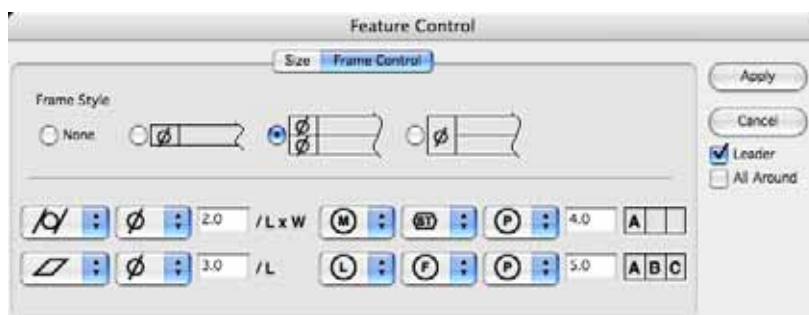 Feature Control
Size Frame Control
Apply
Frame Style
None Ø Ø Ø Ø
Cancel
Leader
All Around
Ø 2.0 / L x W M ST P 4.0 A
Ø 3.0 / L L F P 5.0 A B C